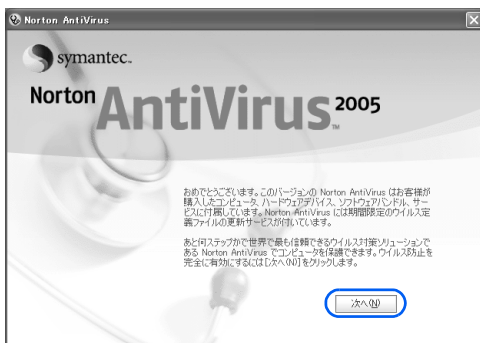 Norton AntiVirus
symantec.
Norton AntiVirus 2005
TM
おめでとうございます。このバージョンの Norton AntiVirus はお客様が
購入したコンピュータ、ハードウェアデバイス、ソフトウェアバンドル、サー
ビスに付属しています。Norton AntiVirus には期間限定のウイルス定
義ファイルの更新サービスが付いています。
あと何ステップかで世界で最も信頼できるウイルス対策ソリューションで
ある Norton AntiVirus でコンピュータを保護できます。ウイルス防止を
完全に有効にするには[次へ(N)]をクリックします。
次へ(N)